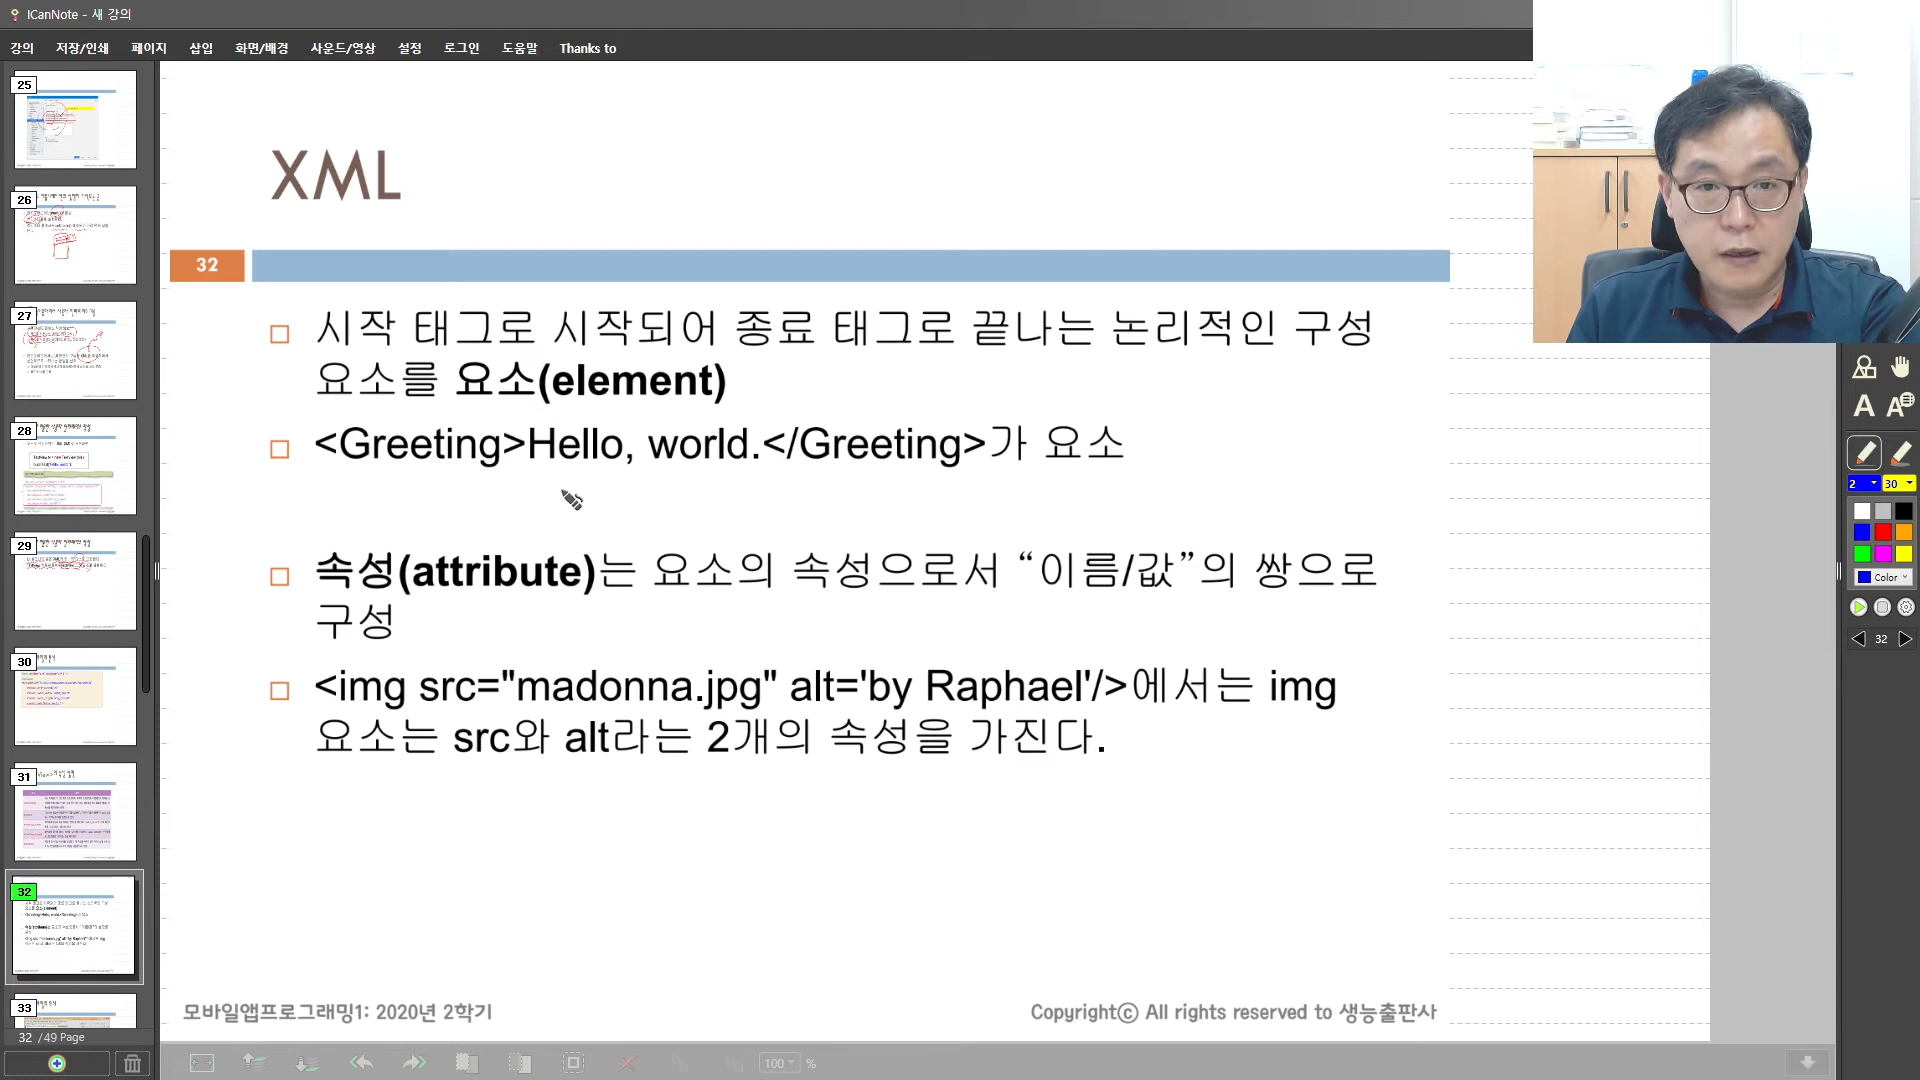 ICanNote - 새 강의
강의 저장/인쇄 페이지 삽입 화면/배경 사운드/영상 설정 로그인 도움말 Thanks to
25
26
27
28
29
30
31
32
33
32 /49 Page
XML
32
시작 태그로 시작되어 종료 태그로 끝나는 논리적인 구성
요소를 요소(element)
<Greeting>Hello, world.</Greeting>가 요소
속성(attribute)는 요소의 속성으로서 “이름/값”의 쌍으로
구성
<img src="madonna.jpg" alt='by Raphael'/>에서는 img
요소는 src와 alt라는 2개의 속성을 가진다.
모바일앱프로그래밍1: 2020년 2학기
Copyrightⓒ All rights reserved to 생능출판사
A A
2 30
Color
32
100 %